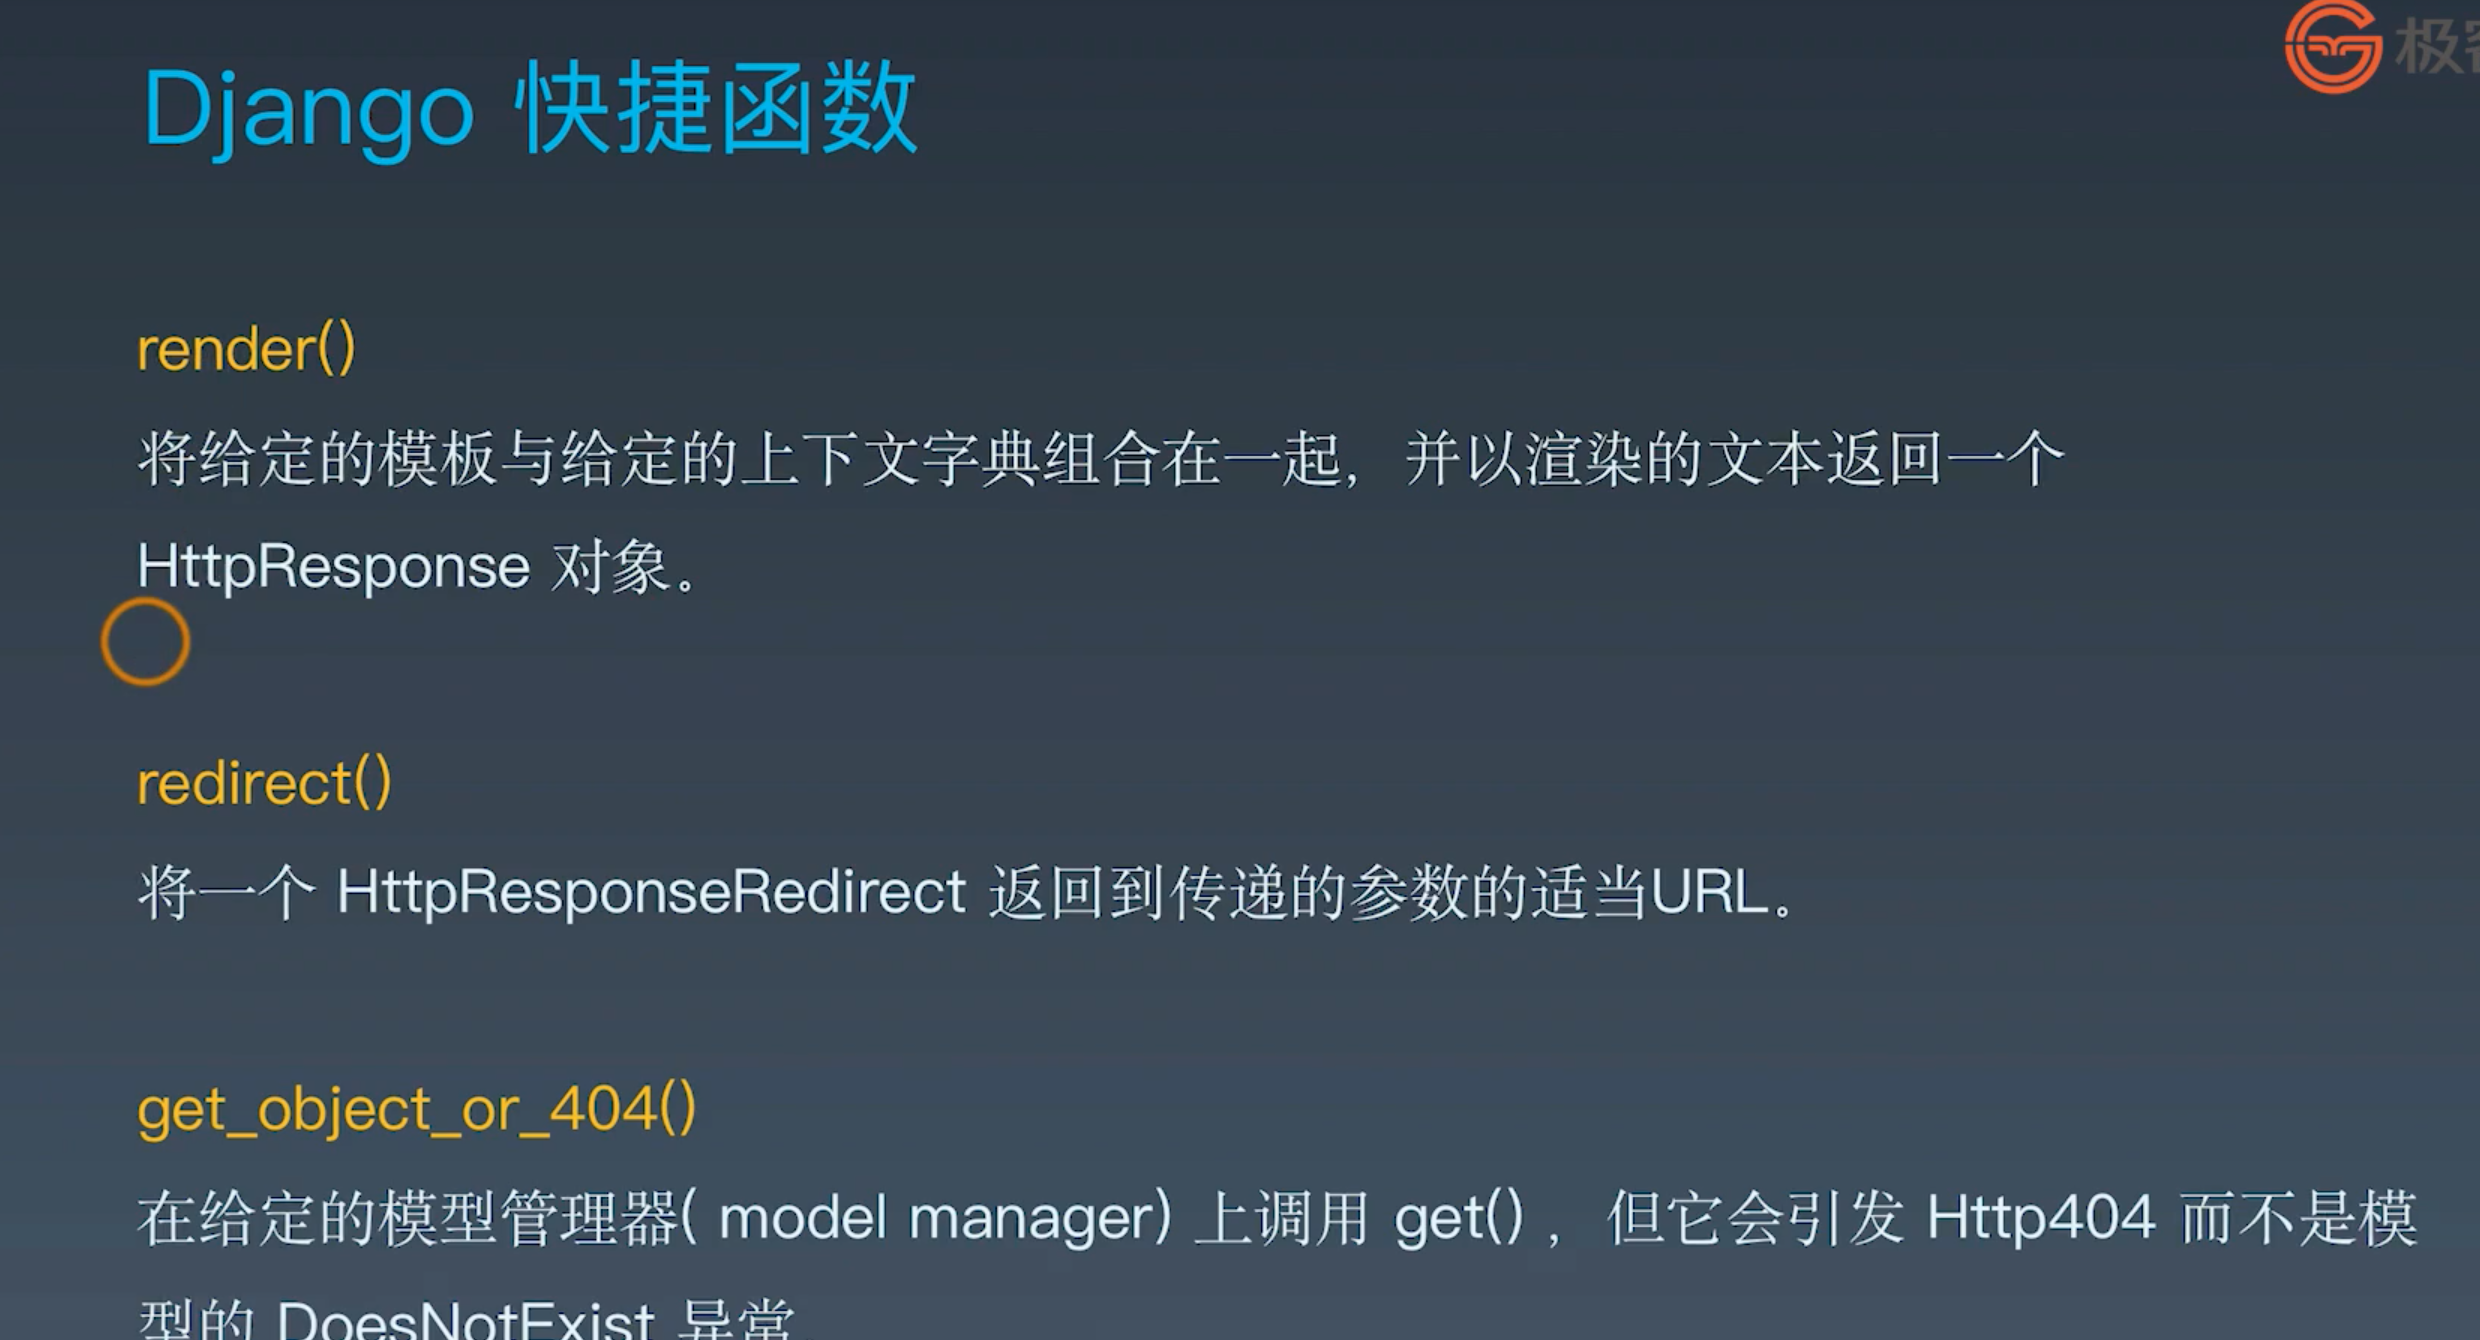 极
Django 快捷函数
render()
将给定的模板与给定的上下文字典组合在一起，并以渲染的文本返回一个
HttpResponse 对象。
redirect()
将一个 HttpResponseRedirect 返回到传递的参数的适当URL。
get_object_or_404()
在给定的模型管理器( model manager) 上调用 get() ，但它会引发 Http404 而不是模
型的 DoesNotExist 异常